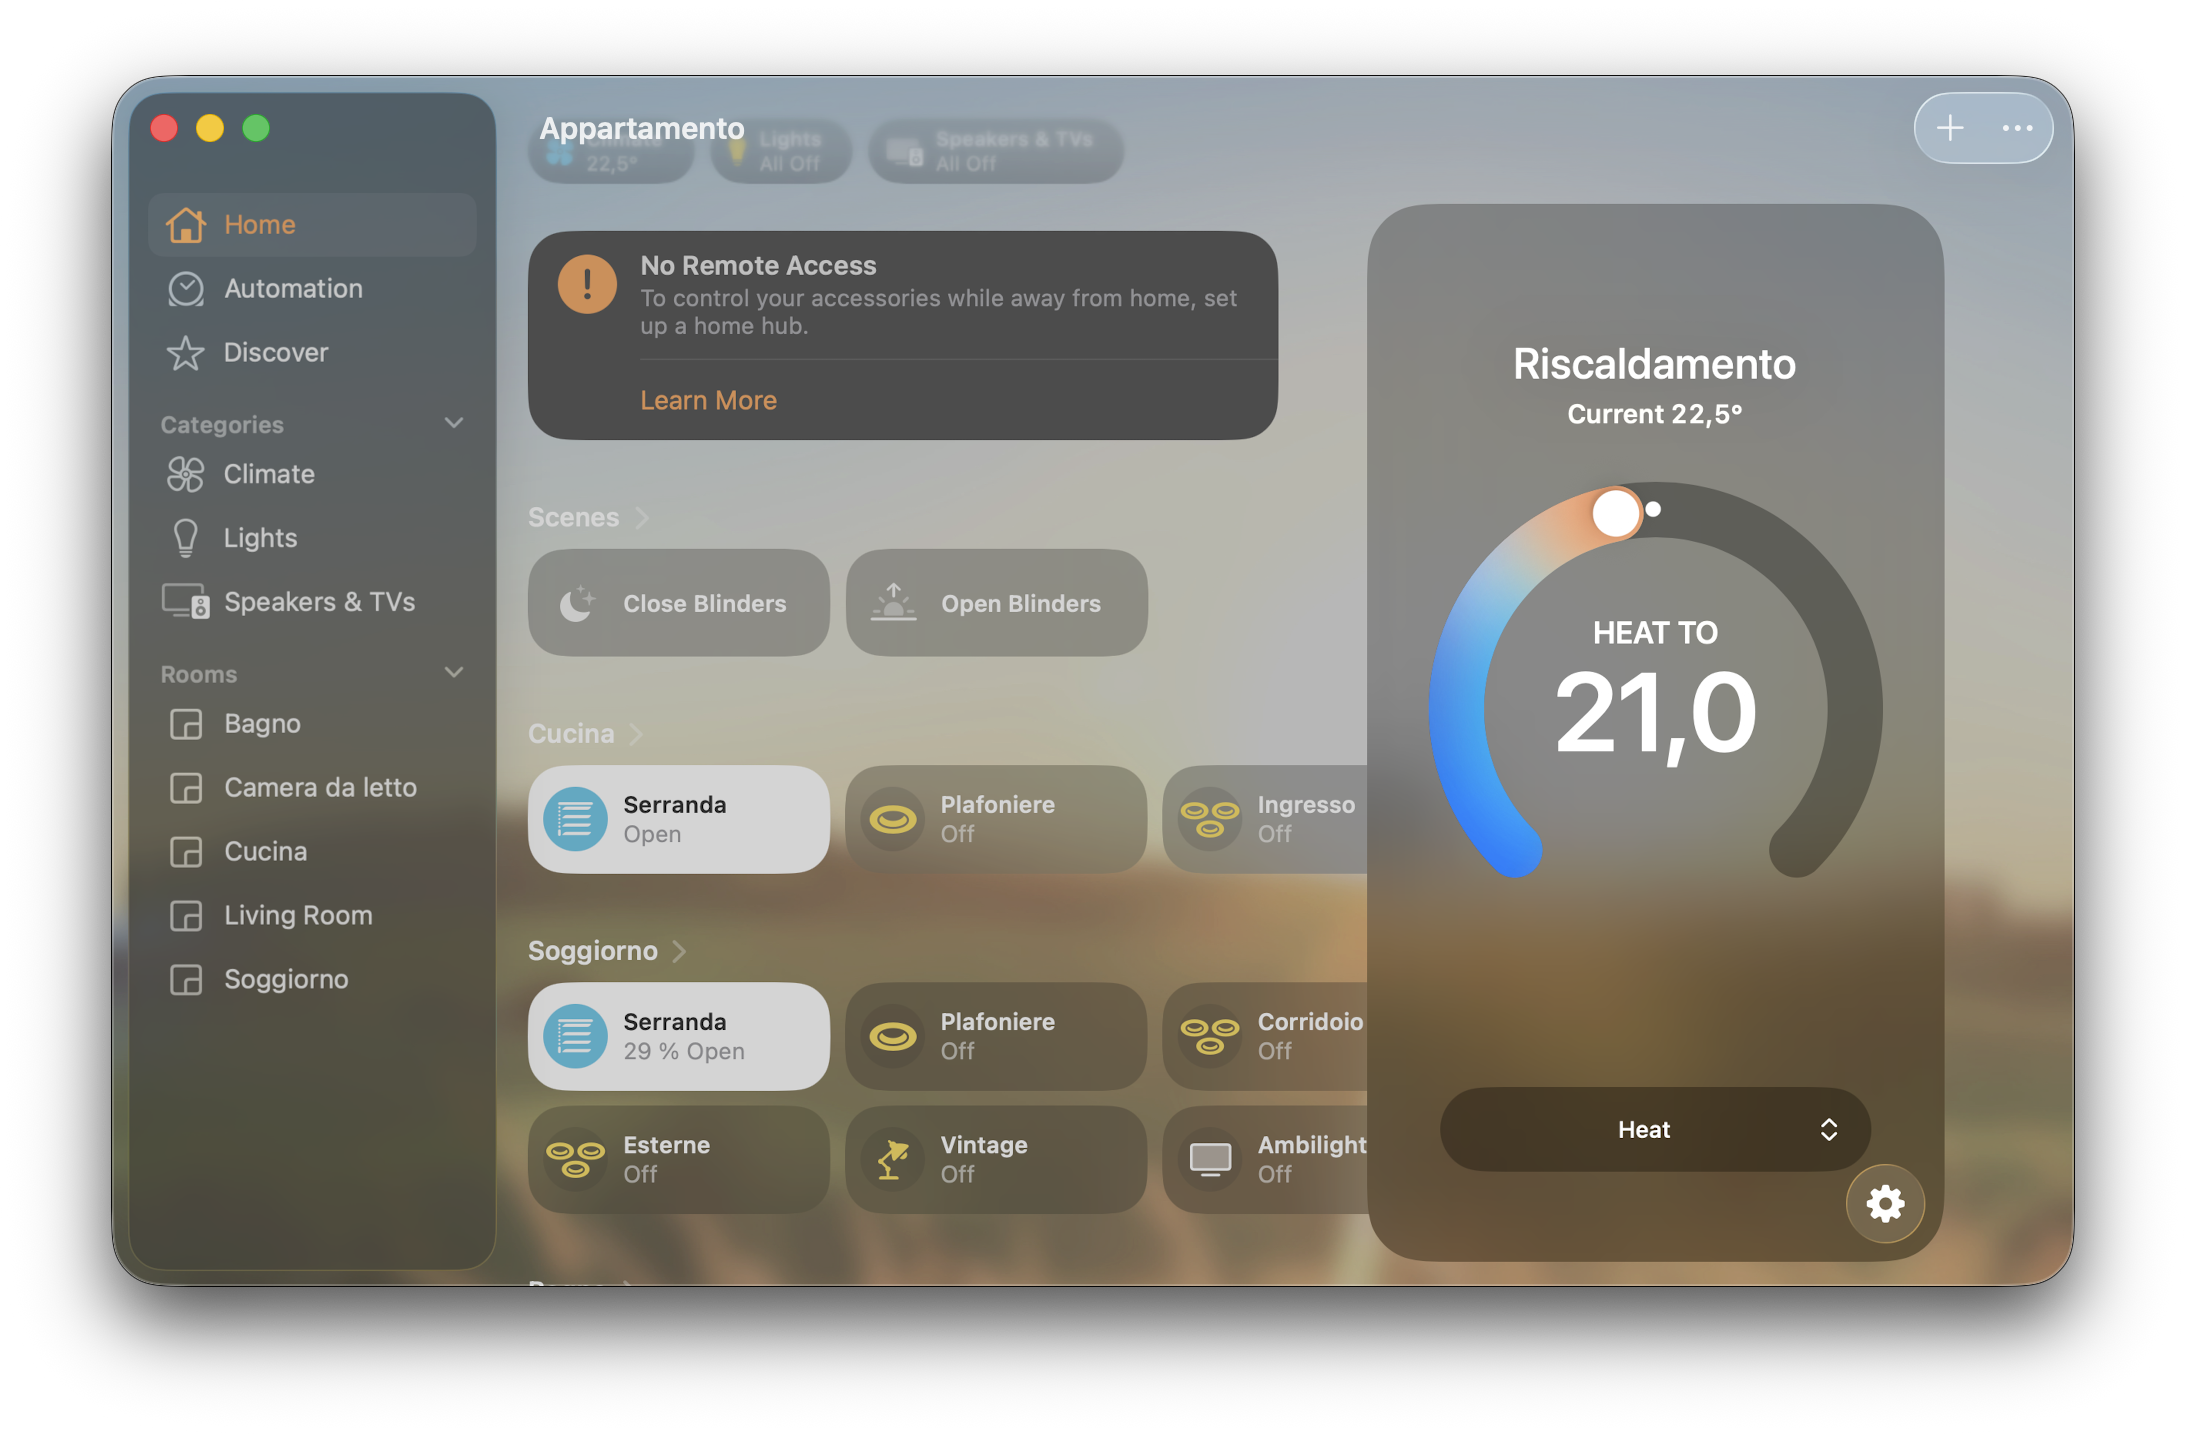 Home
Automation
Discover
Categories
Climate
Lights
Speakers & TVs
Rooms
Bagno
Camera da letto
Cucina
Living Room
Soggiorno
Appartamento
Climate
22,5°
Lights
All Off
Speakers & TVs
All Off
No Remote Access
To control your accessories while away from home, set
up a home hub.
Learn More
Scenes
Close Blinders
Open Blinders
Cucina
Serranda
Open
Plafoniere
Off
Ingresso
Off
Soggiorno
Serranda
29 % Open
Plafoniere
Off
Corridoio
Off
Esterne
Off
Vintage
Off
Ambilight
Off
Riscaldamento
Current 22,5°
HEAT TO
21,0
Heat